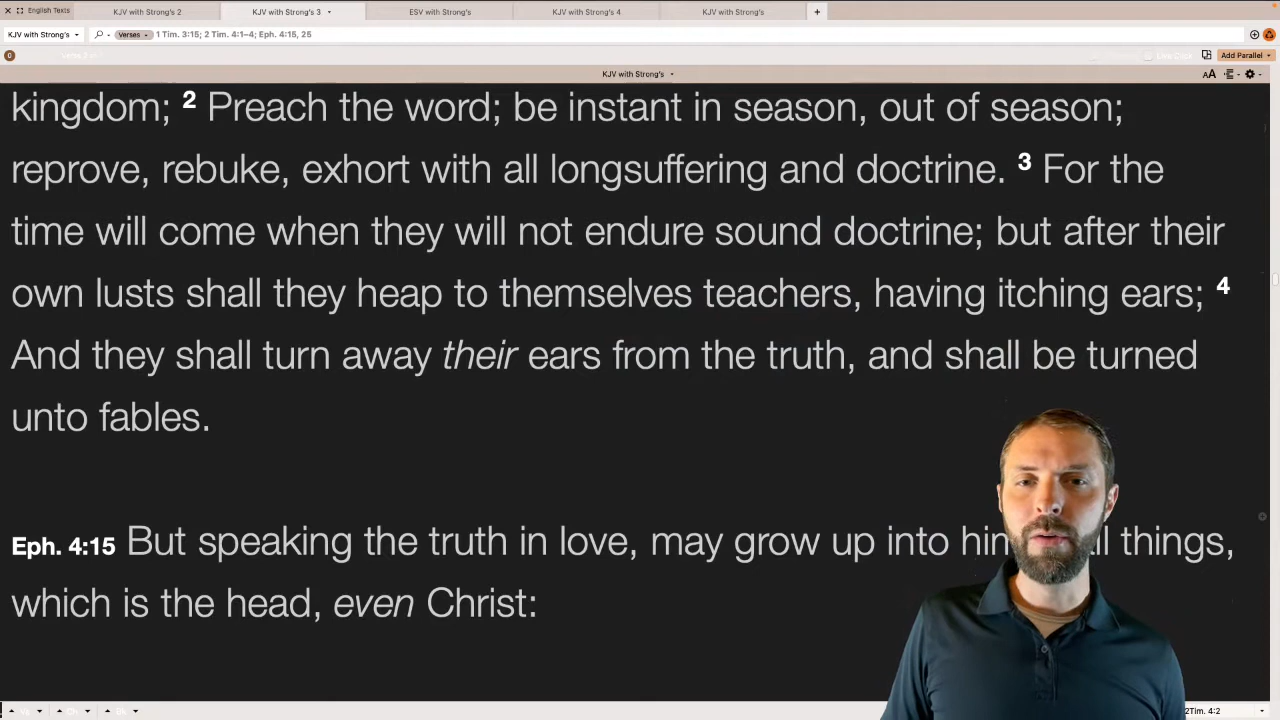 English Texts
KJV with Strong's 2
KJV with Strong's 3
ESV with Strong's
KJV with Strong's 4
KJV with Strong's
+
KJV with Strong's
Verses
1 Tim. 3:15; 2 Tim. 4:1–4; Eph. 4:15, 25
0
Add Parallel
KJV with Strong's
AA
kingdom; 2 Preach the word; be instant in season, out of season;
reprove, rebuke, exhort with all longsuffering and doctrine. 3 For the
time will come when they will not endure sound doctrine; but after their
own lusts shall they heap to themselves teachers, having itching ears; 4
And they shall turn away their ears from the truth, and shall be turned
unto fables.
Eph. 4:15 But speaking the truth in love, may grow up into things,
which is the head, even Christ:
2Tim. 4:2